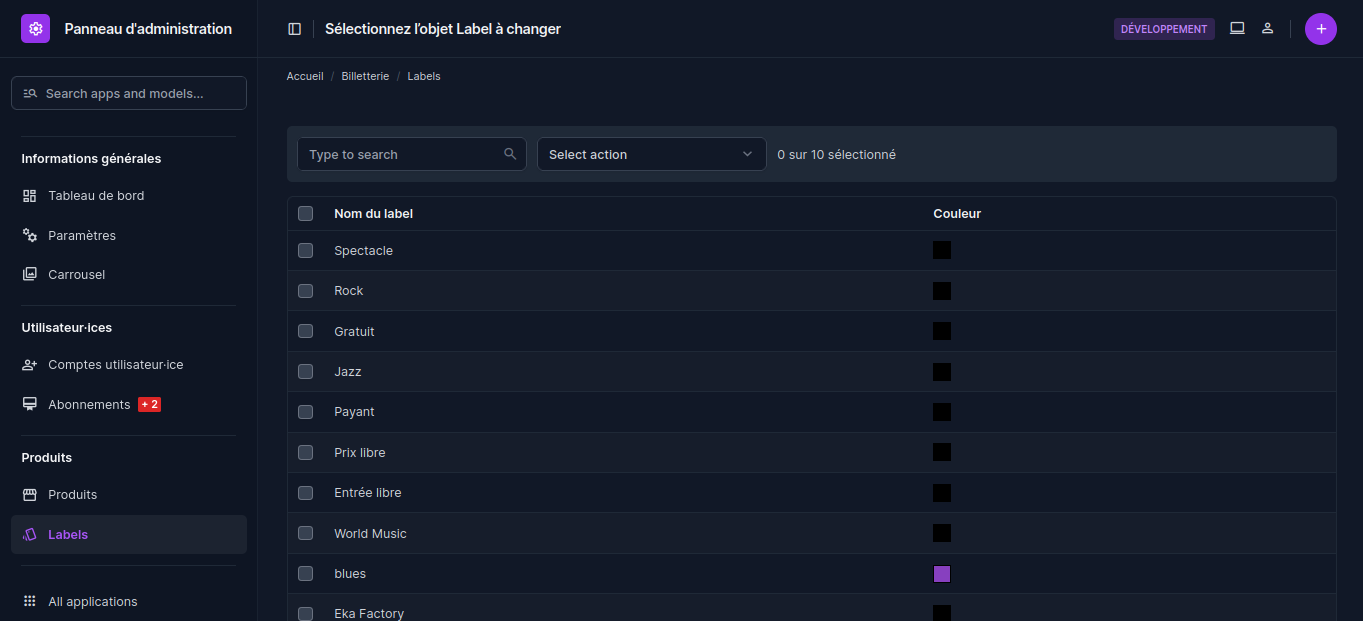 Panneau d'administration
Sélectionnez l’objet Label à changer
DÉVELOPPEMENT
Accueil / Billetterie / Labels
Search apps and models...
Type to search
Select action
0 sur 10 sélectionné
Informations générales
Tableau de bord
Paramètres
Carrousel
Utilisateur·ices
Comptes utilisateur·ice
Abonnements + 2
Produits
Produits
Labels
All applications
Nom du label Couleur
Spectacle
Rock
Gratuit
Jazz
Payant
Prix libre
Entrée libre
World Music
blues
Eka Factory